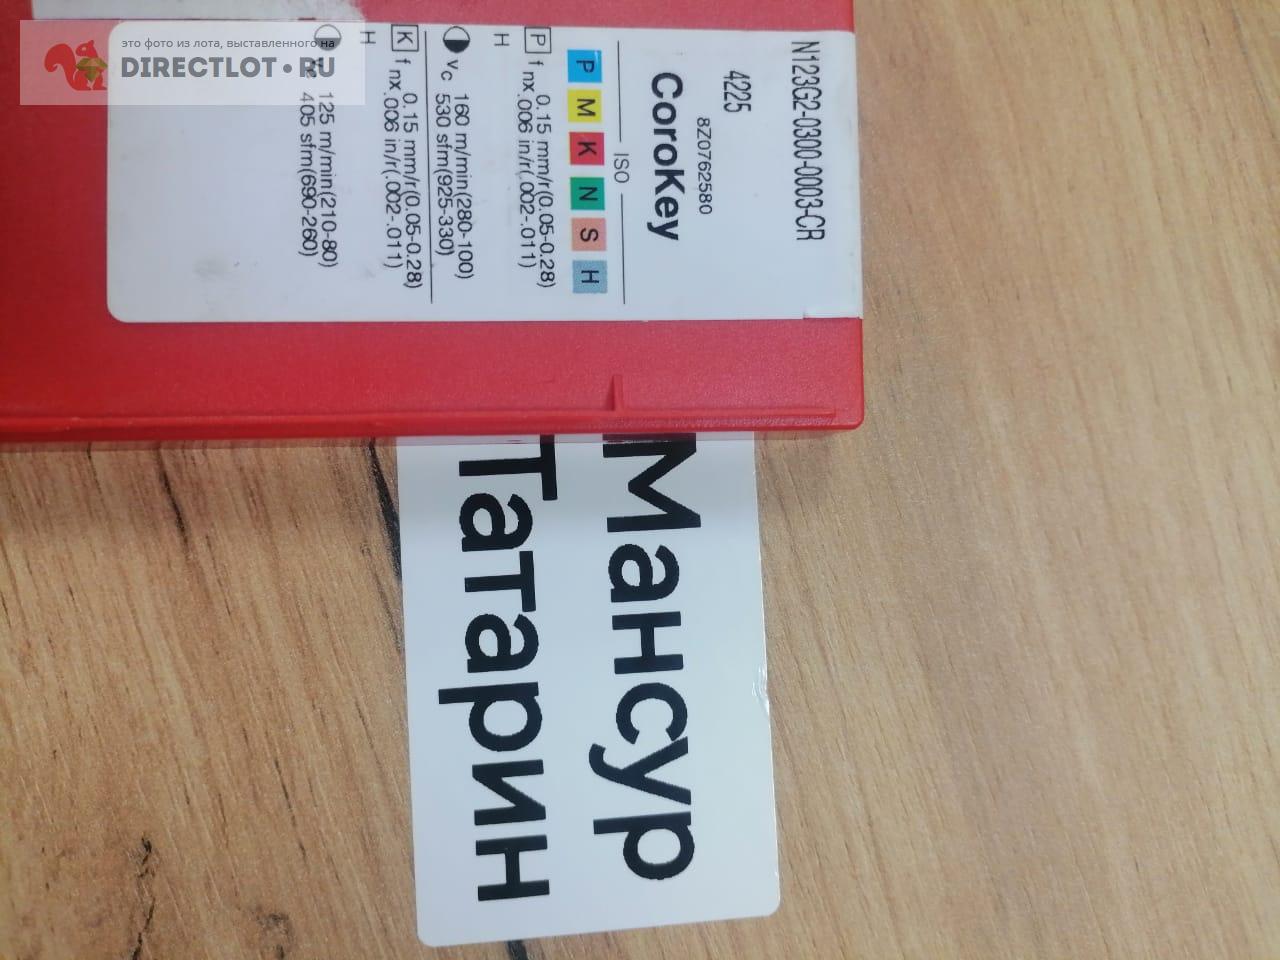 это фото из лота, выставленного на
DIRECTLOT.RU
N123G2-0300-0003-CR
4225
8Z0762580
CoroKey
ISO
P M K N S H
P fnx 0.15 mm/r(0.05-0.28)
.006 in/r(.002-.011)
H
vc 160 m/min(280-100)
530 sfm(925-330)
K fnx 0.15 mm/r(0.05-0.28)
.006 in/r(.002-.011)
H
vc 125 m/min(210-80)
405 sfm(690-260)
Мансур
Татарин